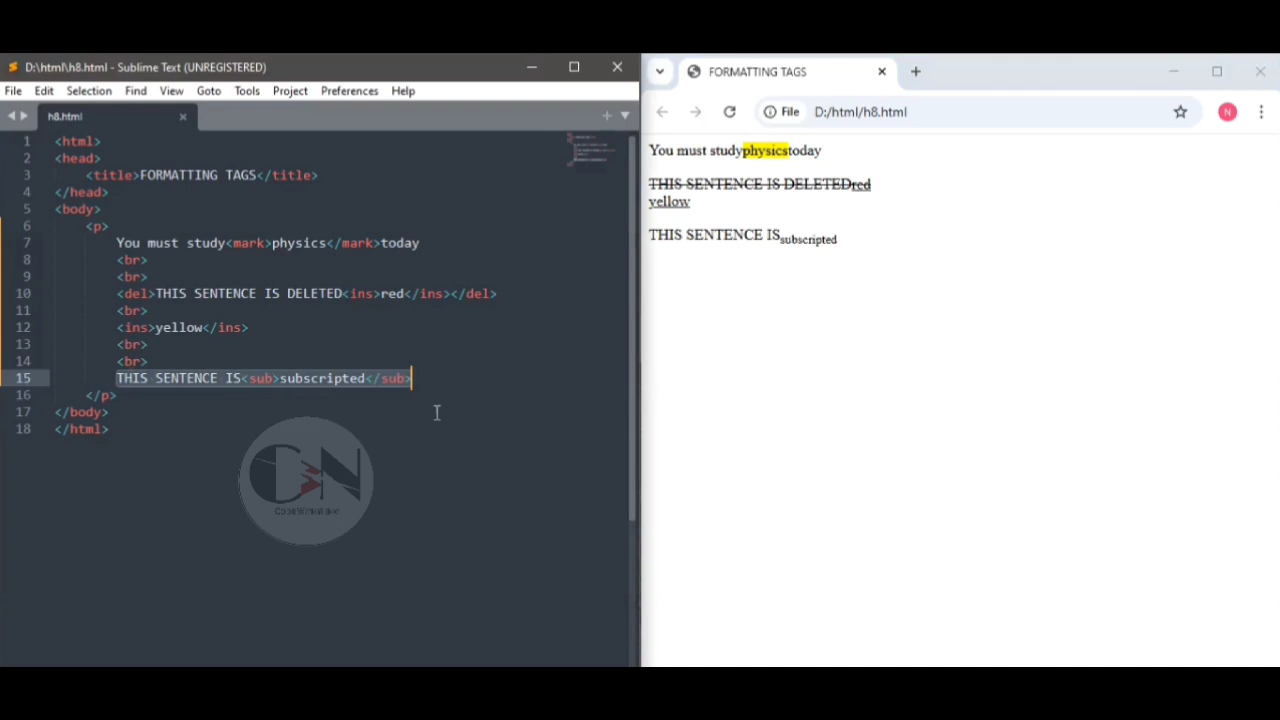 D:\html\h8.html - Sublime Text (UNREGISTERED)
File Edit Selection Find View Goto Tools Project Preferences Help
h8.html
1 <html>
2 <head>
3 <title>FORMATTING TAGS</title>
4 </head>
5 <body>
6 <p>
7 You must study<mark>physics</mark>today
8 <br>
9 <br>
10 <del>THIS SENTENCE IS DELETED<ins>red</ins></del>
11 <br>
12 <ins>yellow</ins>
13 <br>
14 <br>
15 THIS SENTENCE IS<sub>subscripted</sub>
16 </p>
17 </body>
18 </html>
FORMATTING TAGS
File D:/html/h8.html
N
You must studyphysicstoday
THIS SENTENCE IS DELETEDred
yellow
THIS SENTENCE ISsubscripted